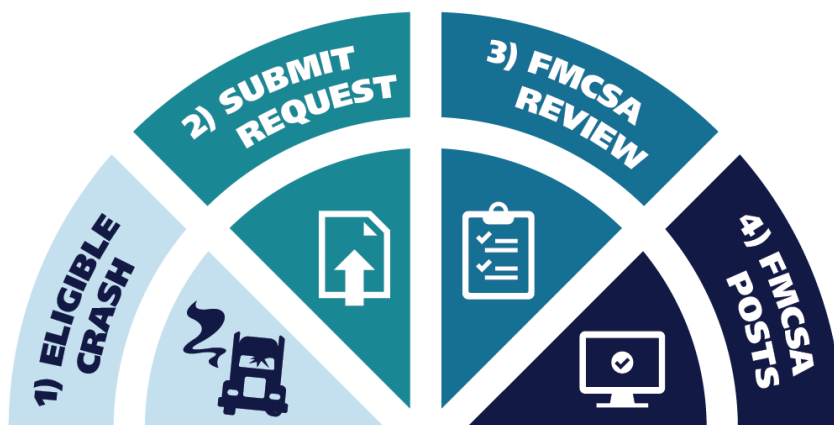 1) ELIGIBLE
CRASH
2) SUBMIT
REQUEST
3) FMCSA
REVIEW
4) FMCSA
POSTS